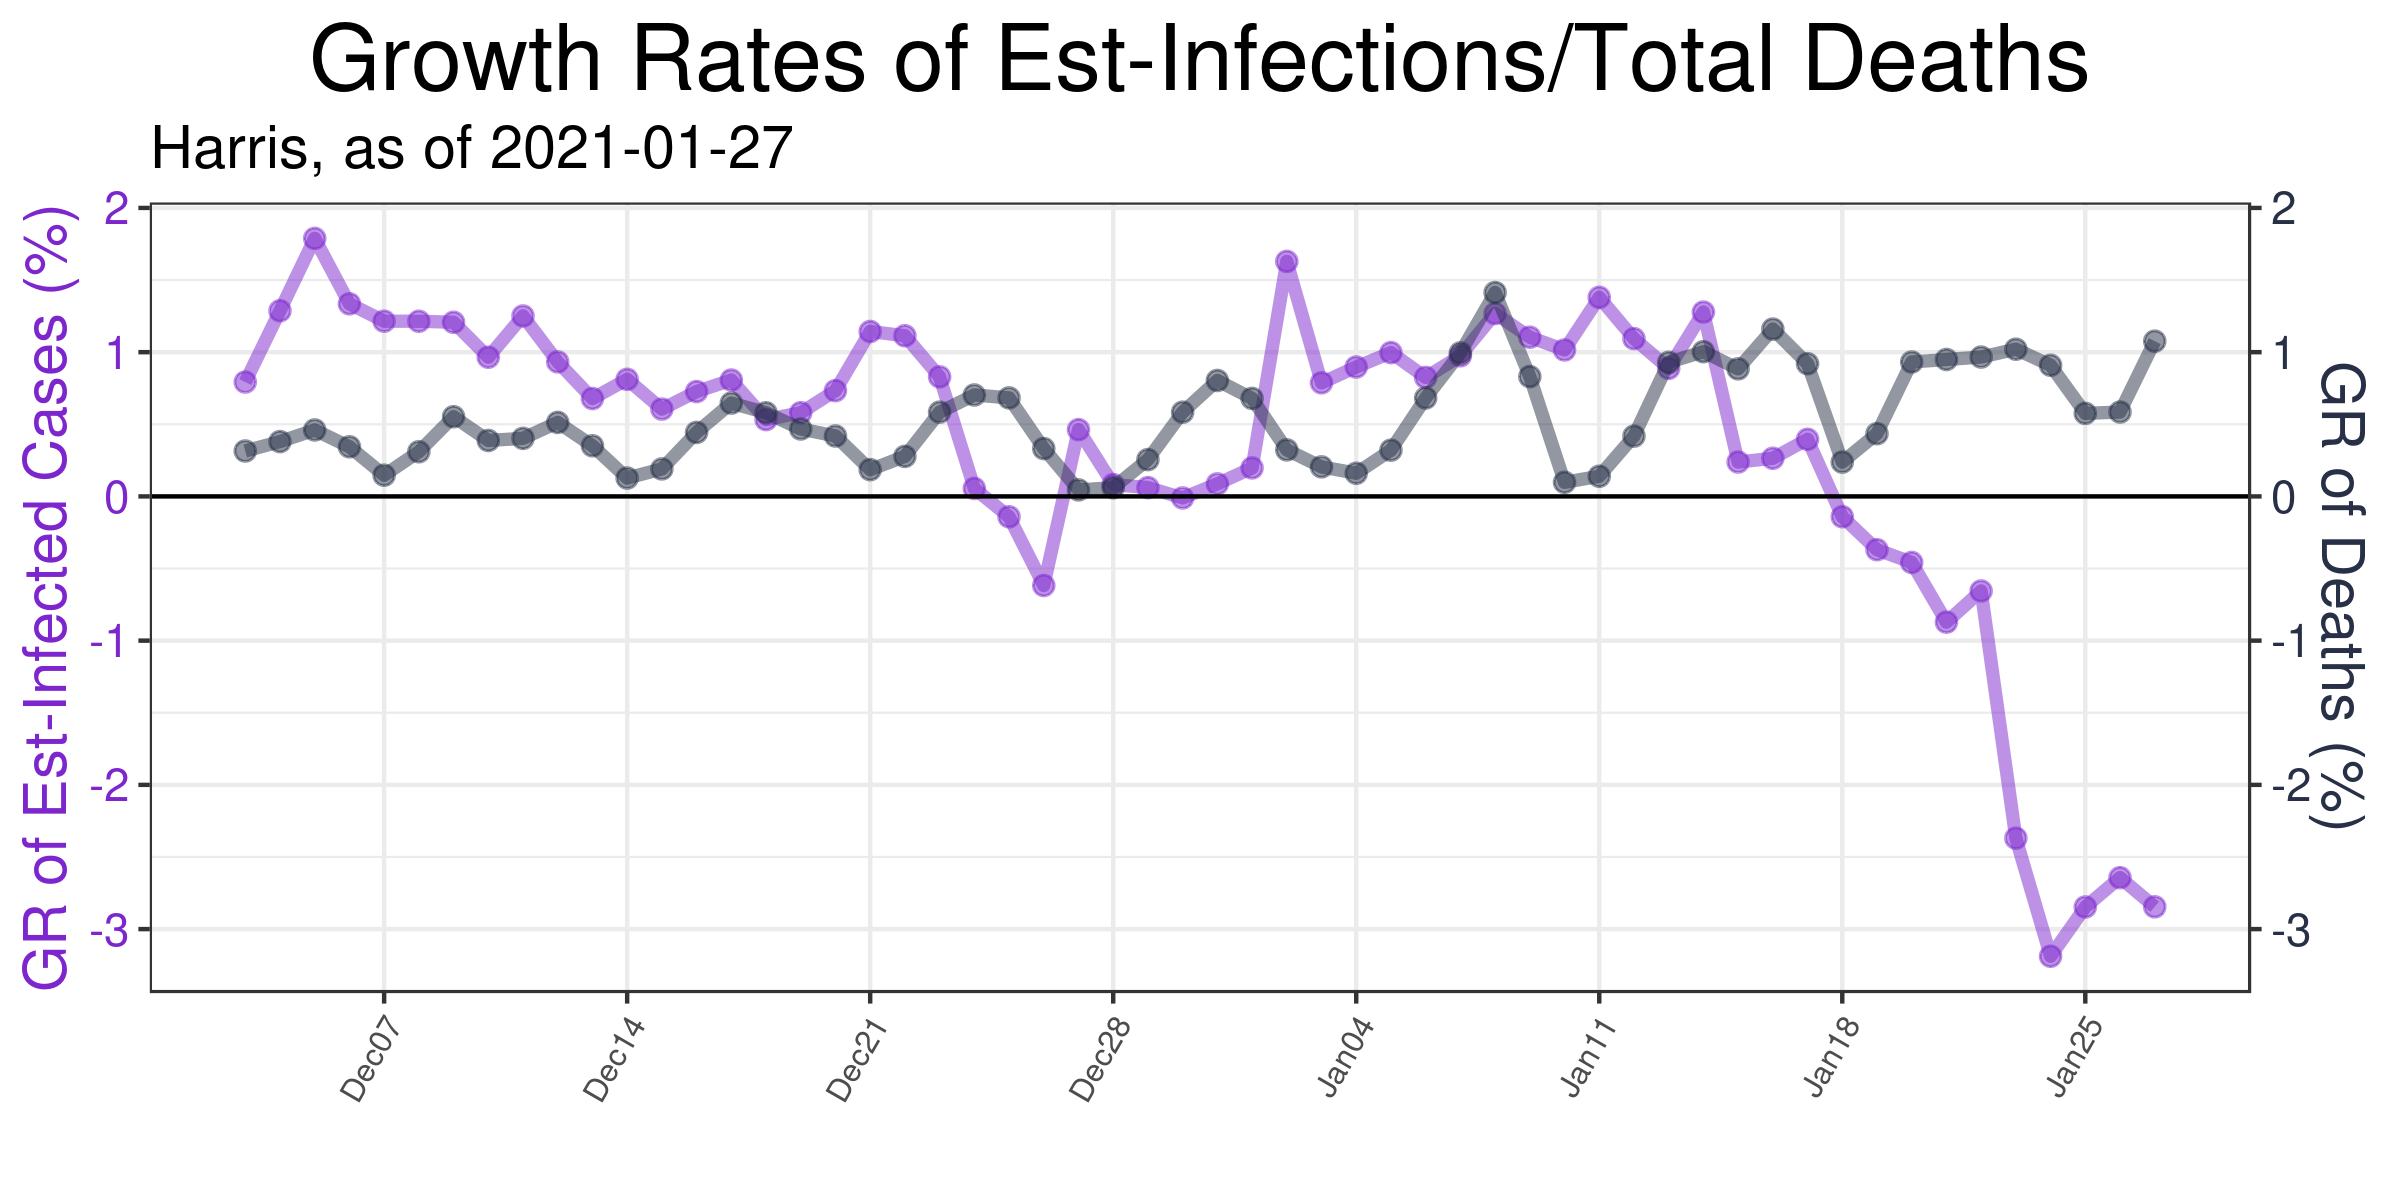 Growth Rates of Est-Infections/Total Deaths
Harris, as of 2021-01-27
GR of Est-Infected Cases (%)
2
1
0
-1
-2
-3
2
1
0
-1
-2
-3
GR of Deaths (%)
Dec07
Dec14
Dec21
Dec28
Jan04
Jan11
Jan18
Jan25